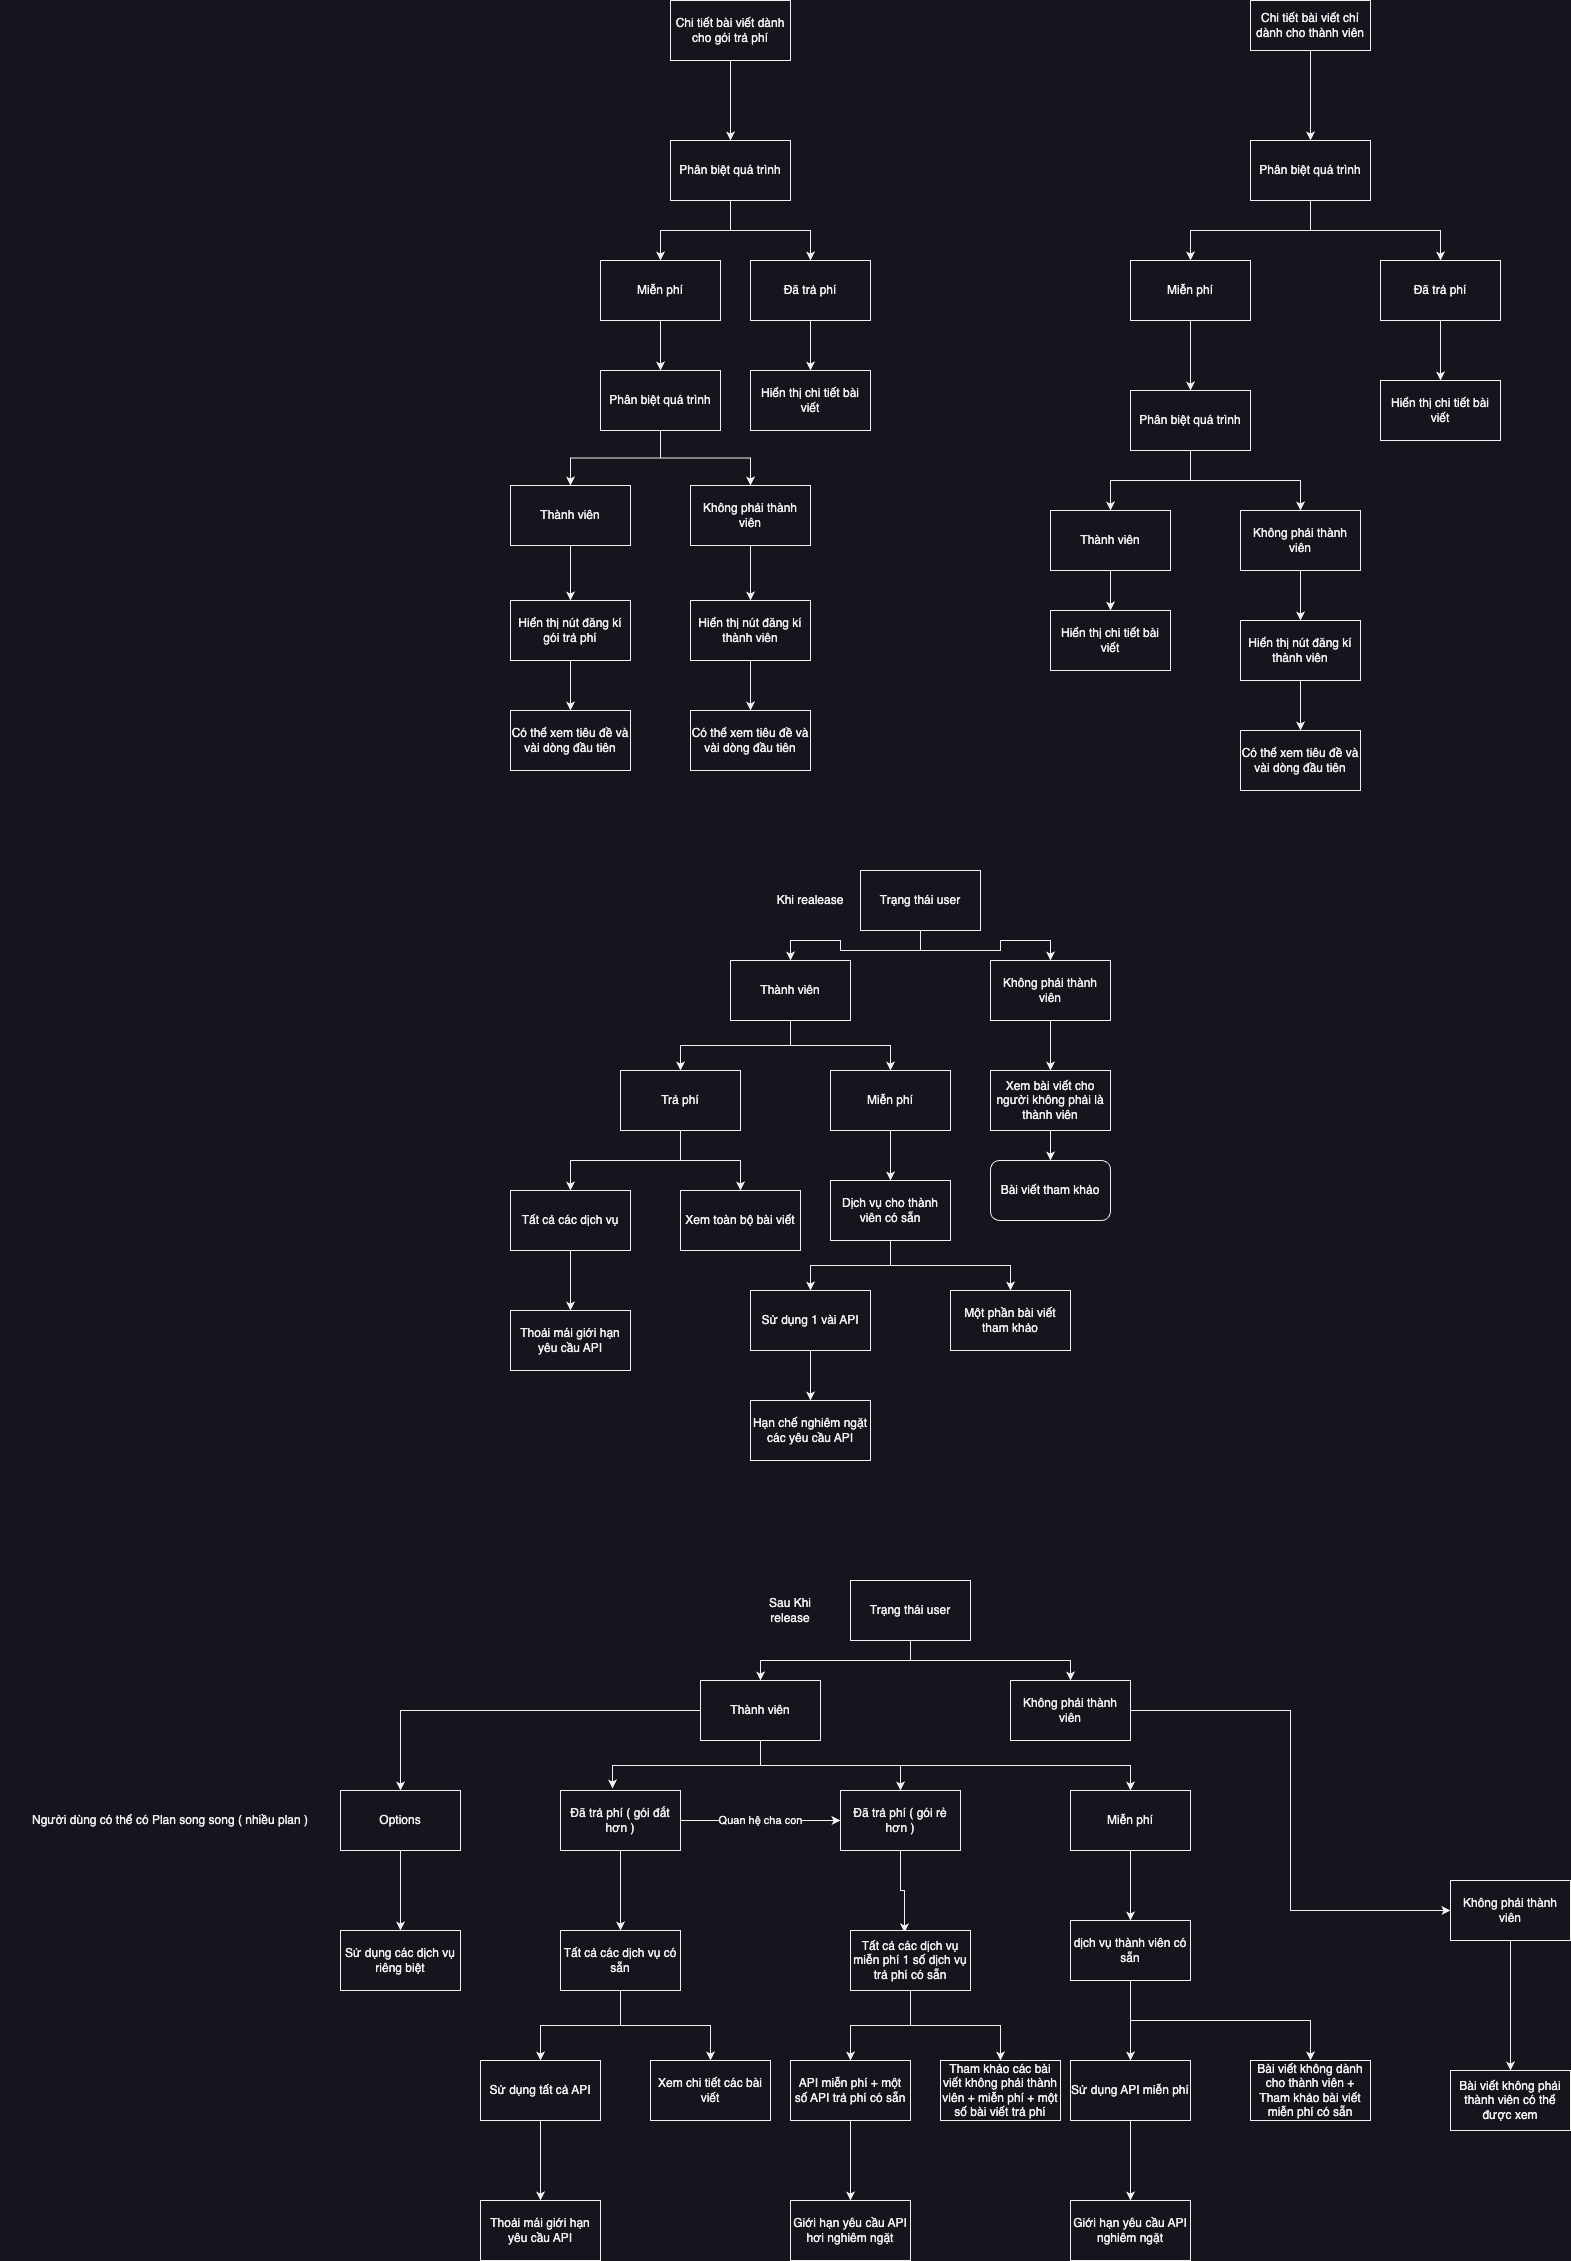 Chi tiết bài viết dành
cho gói trả phí
Chi tiết bài viết chỉ
dành cho thành viên
Phân biệt quá trình
Phân biệt quá trình
Miễn phí
Đã trả phí
Miễn phí
Đã trả phí
Phân biệt quá trình
Hiển thị chi tiết bài
viết
Phân biệt quá trình
Hiển thị chi tiết bài
viết
Thành viên
Không phải thành
viên
Thành viên
Không phải thành
viên
Hiển thị nút đăng kí
gói trả phí
Hiển thị nút đăng kí
thành viên
Hiển thị chi tiết bài
viết
Hiển thị nút đăng kí
thành viên
Có thể xem tiêu đề và
vài dòng đầu tiên
Có thể xem tiêu đề và
vài dòng đầu tiên
Có thể xem tiêu đề và
vài dòng đầu tiên
Khi realease
Trạng thái user
Thành viên
Không phải thành
viên
Trả phí
Miễn phí
Xem bài viết cho
người không phải là
thành viên
Tất cả các dịch vụ
Xem toàn bộ bài viết
Dịch vụ cho thành
viên có sẵn
Bài viết tham khảo
Thoải mái giới hạn
yêu cầu API
Sử dụng 1 vài API
Một phần bài viết
tham khảo
Hạn chế nghiêm ngặt
các yêu cầu API
Sau Khi
release
Trạng thái user
Thành viên
Không phải thành
viên
Người dùng có thể có Plan song song ( nhiều plan )
Options
Đã trả phí ( gói đắt
hơn )
Quan hệ cha con
Đã trả phí ( gói rẻ
hơn )
Miễn phí
Không phải thành
viên
Sử dụng các dịch vụ
riêng biệt
Tất cả các dịch vụ có
sẵn
Tất cả các dịch vụ
miễn phí 1 số dịch vụ
trả phí có sẵn
dịch vụ thành viên có
sẵn
Sử dụng tất cả API
Xem chi tiết các bài
viết
API miễn phí + một
số API trả phí có sẵn
Tham khảo các bài
viết không phải thành
viên + miễn phí + một
số bài viết trả phí
Sử dụng API miễn phí
Bài viết không dành
cho thành viên +
Tham khảo bài viết
miễn phí có sẵn
Bài viết không phải
thành viên có thể
được xem
Thoải mái giới hạn
yêu cầu API
Giới hạn yêu cầu API
hơi nghiêm ngặt
Giới hạn yêu cầu API
nghiêm ngặt